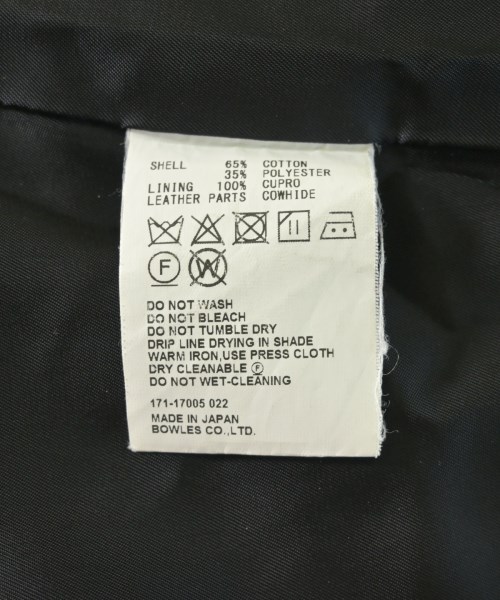 SHELL 65% COTTON
35% POLYESTER
LINING 100% CUPRO
LEATHER PARTS COWHIDE
F W
DO NOT WASH
DO NOT BLEACH
DO NOT TUMBLE DRY
DRIP LINE DRYING IN SHADE
WARM IRON,USE PRESS CLOTH
DRY CLEANABLE Ⓕ
DO NOT WET-CLEANING
171-17005 022
MADE IN JAPAN
BOWLES CO.,LTD.